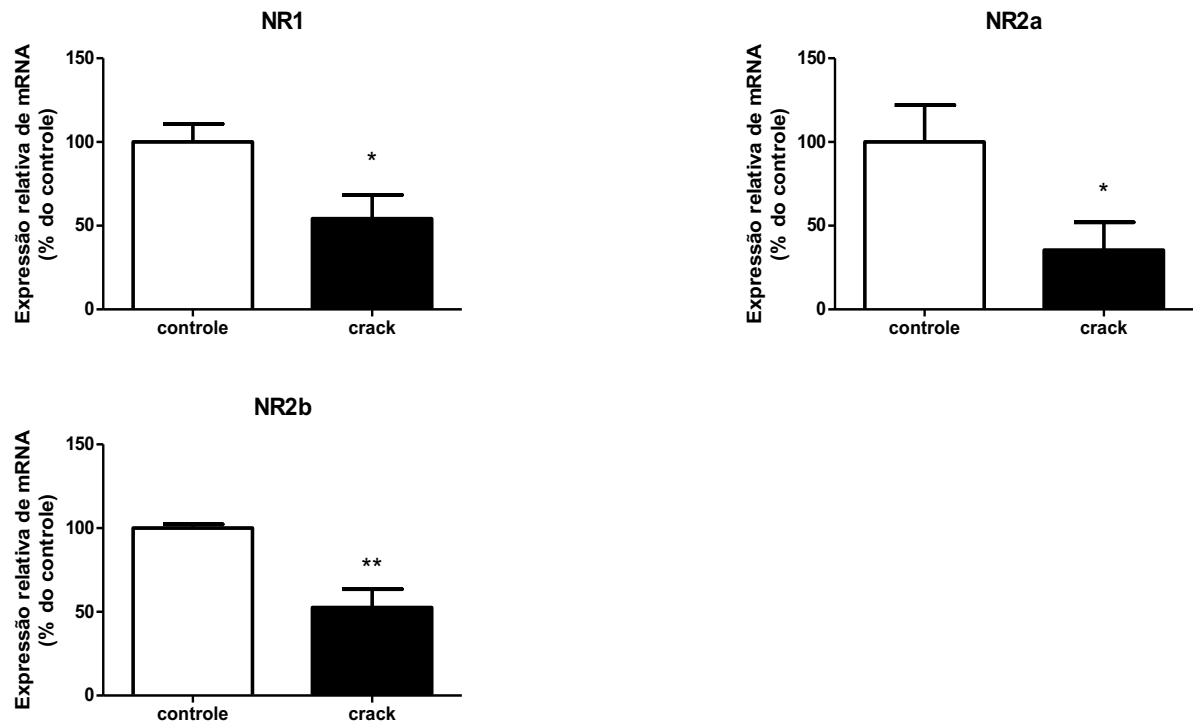 NR1
Expressão relativa de mRNA
(% do controle)
150
100
50
0
*
controle crack
NR2a
Expressão relativa de mRNA
(% do controle)
150
100
50
0
*
controle crack
NR2b
Expressão relativa de mRNA
(% do controle)
150
100
50
0
**
controle crack